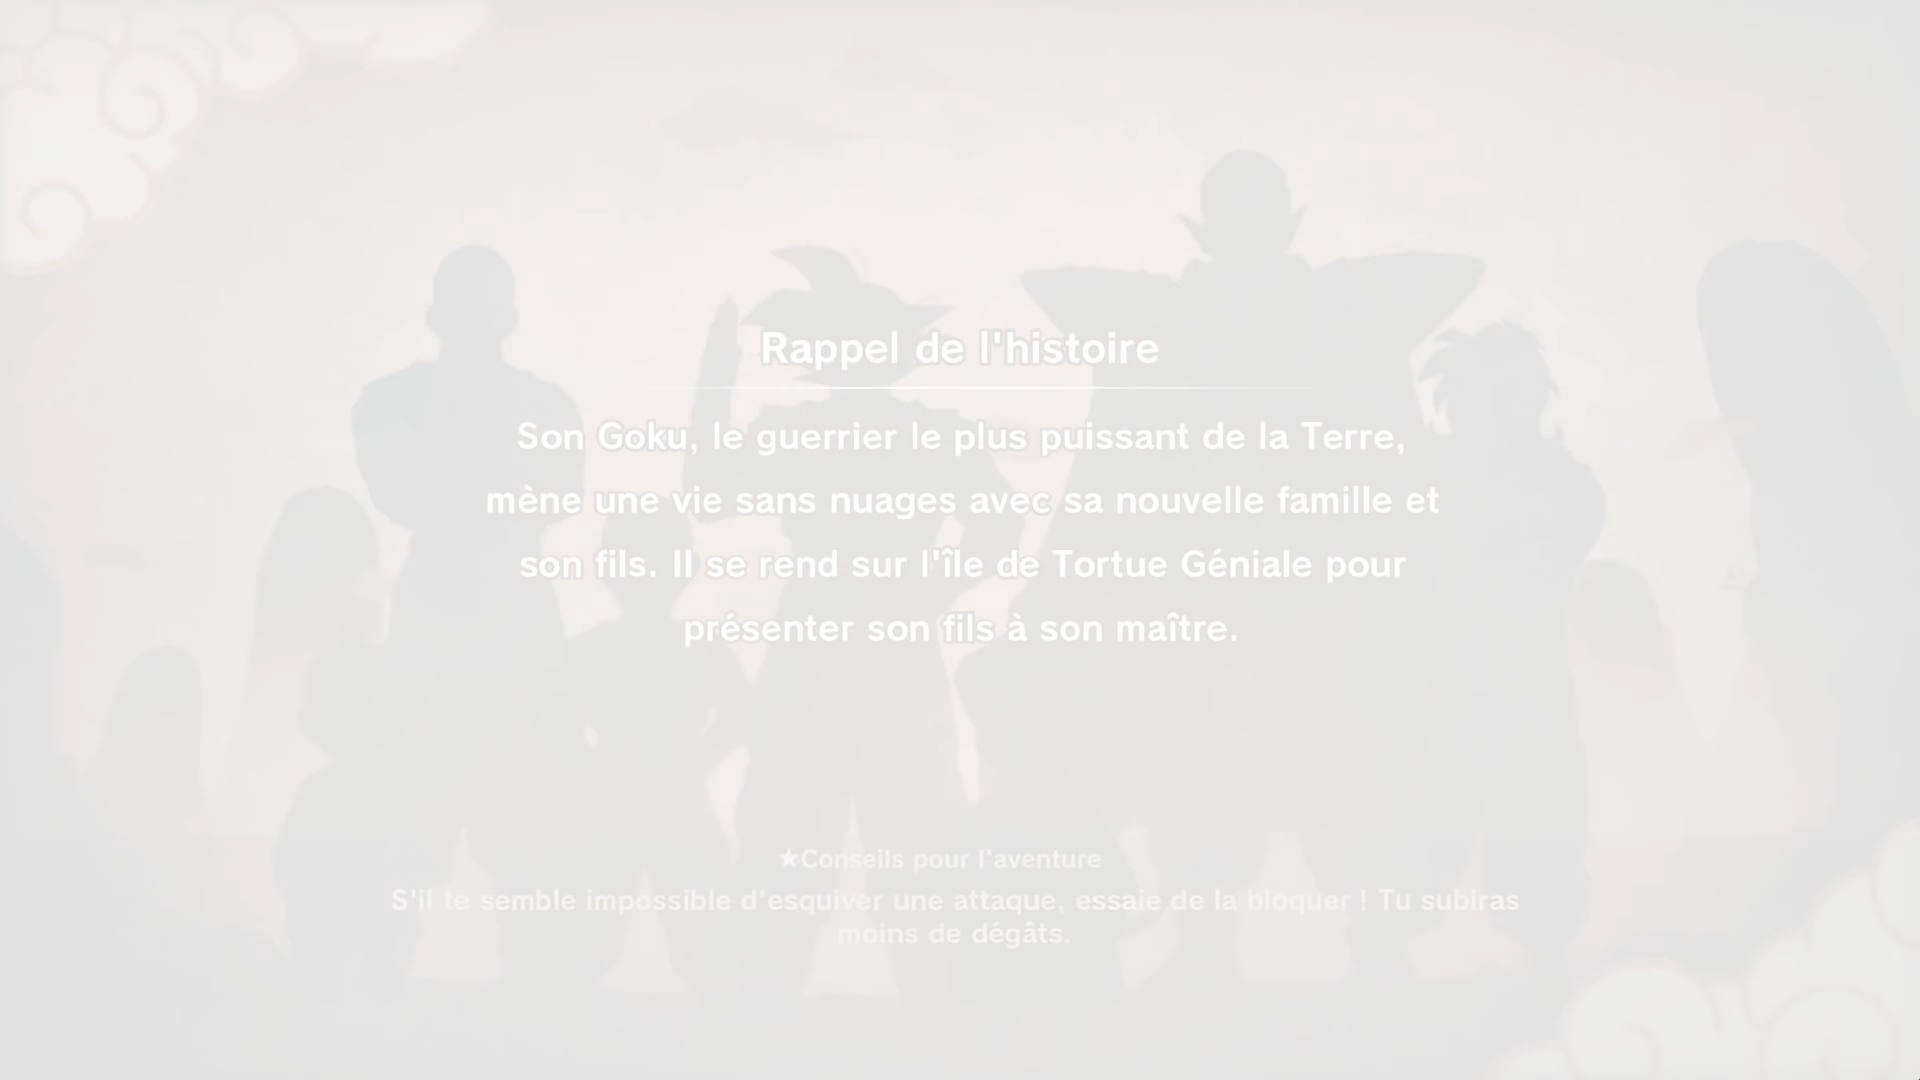 Rappel de l'histoire
Son Goku, le guerrier le plus puissant de la Terre,
mène une vie sans nuages avec sa nouvelle famille et
son fils. Il se rend sur l'île de Tortue Géniale pour
présenter son fils à son maître.
★Conseils pour l'aventure
S'il te semble impossible d'esquiver une attaque, essaie de la bloquer ! Tu subiras
moins de dégâts.